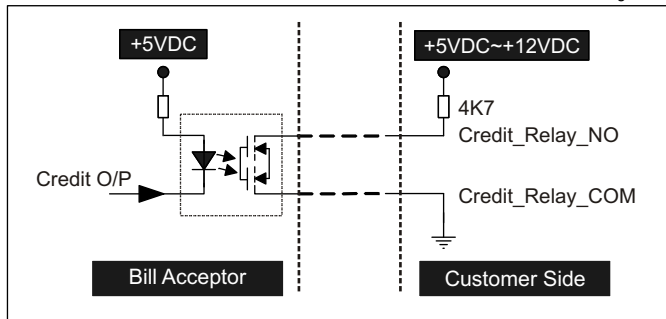 +5VDC
+5VDC~+12VDC
4K7
Credit_Relay_NO
Credit O/P
Credit_Relay_COM
Bill Acceptor
Customer Side